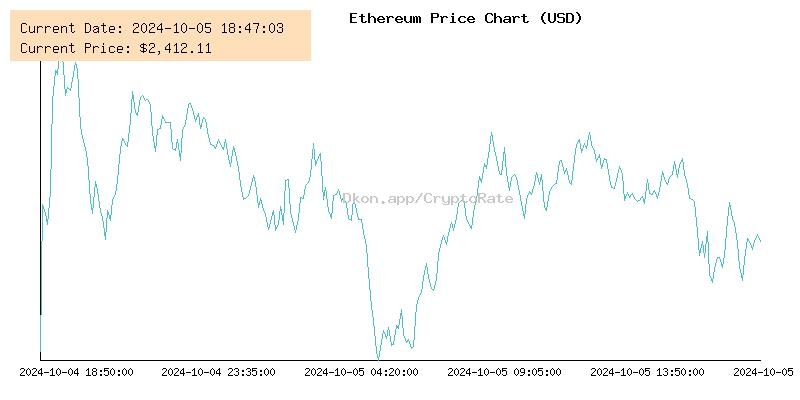 Ethereum Price Chart (USD)
Current Date: 2024-10-05 18:47:03
Current Price: $2,412.11
Dkon.app/CryptoRate
2024-10-04 18:50:00
2024-10-04 23:35:00
2024-10-05 04:20:00
2024-10-05 09:05:00
2024-10-05 13:50:00
2024-10-05